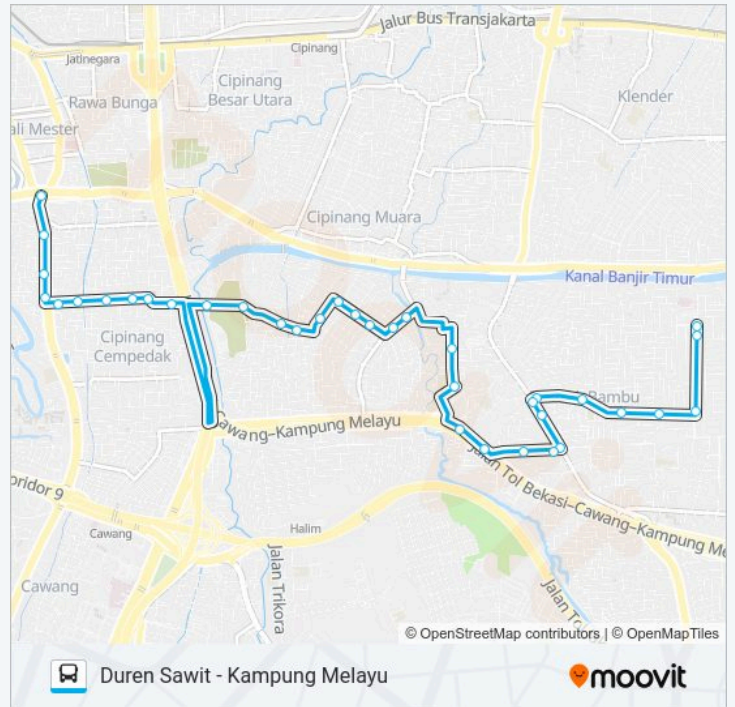 Jalur Bus Transjakarta
Jatinegara
Cipinang
Cipinang
Besar Utara
Rawa Bunga
Klender
ali Mester
Cipinang Muara
Kanal Banjir Timur
Cipinang
Cempedak
Bambu
Cawang–Kampung Melayu
Jalan Tol Bekasi–Cawang–Kampung Me
oridor 9
Cawang
Halim
Jalan Trikora
Cawang
Jalan Tol
© OpenStreetMap contributors | © OpenMapTiles
Duren Sawit - Kampung Melayu
moovit